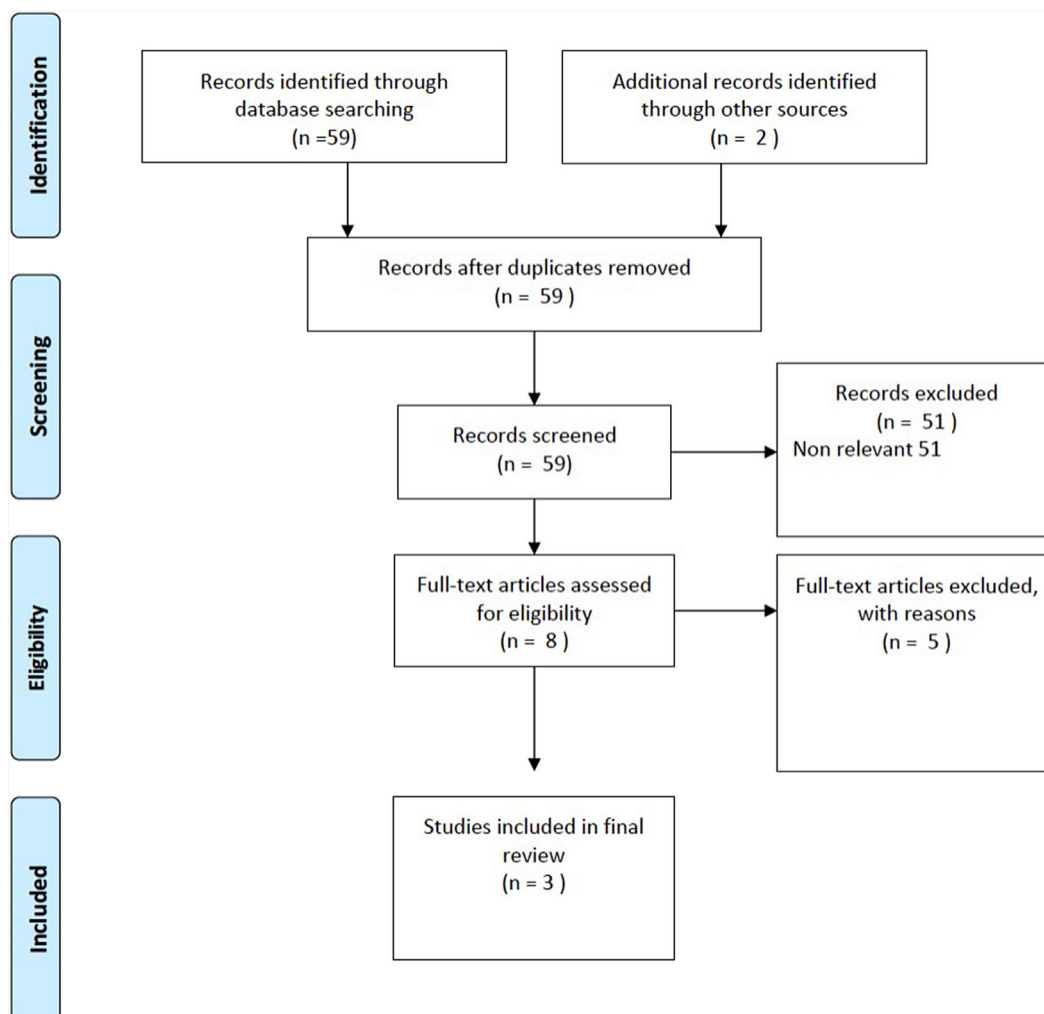 Identification
Records identified through
database searching
(n =59)
Additional records identified
through other sources
(n = 2 )
Records after duplicates removed
(n = 59 )
Screening
Records screened
(n = 59)
Records excluded
(n = 51 )
Non relevant 51
Eligibility
Full-text articles assessed
for eligibility
(n = 8 )
Full-text articles excluded,
with reasons
(n = 5 )
Included
Studies included in final
review
(n = 3 )